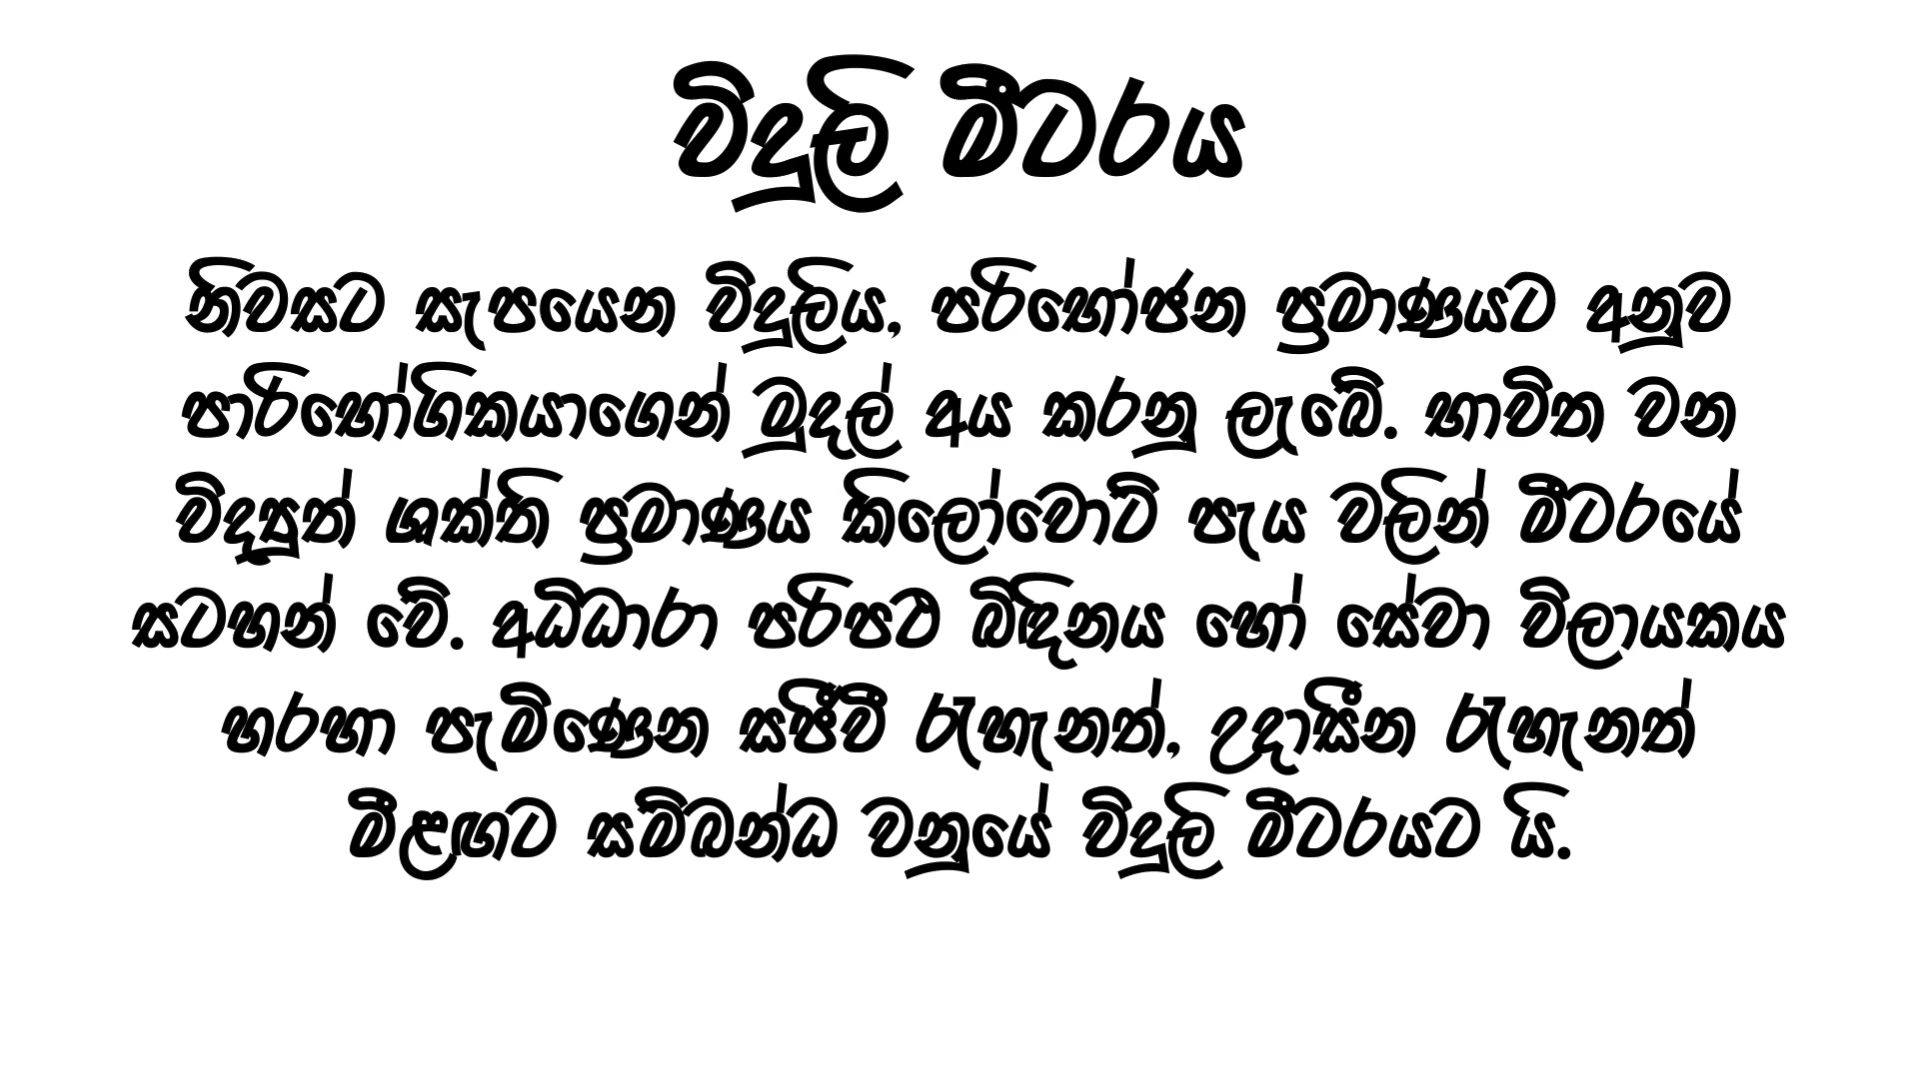 විදුලි මීටරය
නිවසට සැපයෙන විදුලිය, පරිභෝජන ප්‍රමාණයට අනුව
පාරිභෝගිකයාගෙන් මුදල් අය කරනු ලැබේ. භාවිත වන
විද්‍යුත් ශක්ති ප්‍රමාණය කිලෝවොට් පැය වලින් මීටරයේ
සටහන් වේ. අධිධාරා පරිපථ බිඳිනය හෝ සේවා විලායකය
හරහා පැමිණෙන සජීවී රැහැනත්, උදාසීන රැහැනත්
මීළඟට සම්බන්ධ වනුයේ විදුලි මීටරයට යි.